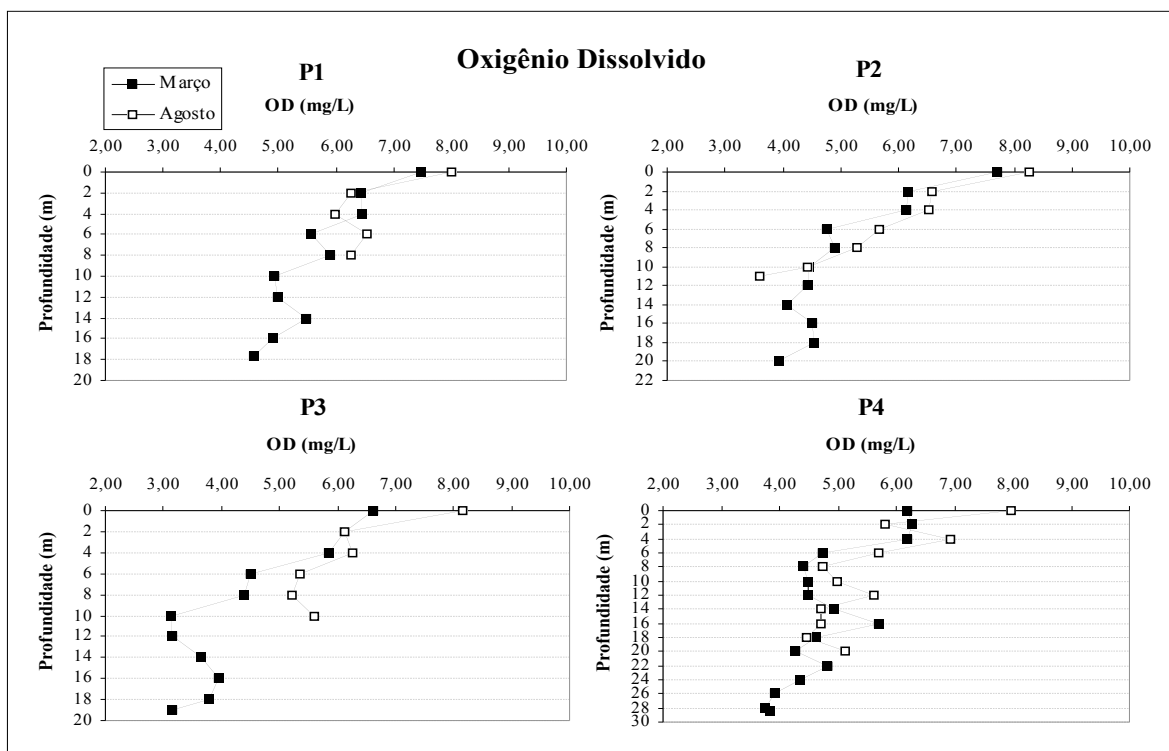 Oxigênio Dissolvido
Março
Agosto
P1
OD (mg/L)
2,00 3,00 4,00 5,00 6,00 7,00 8,00 9,00 10,00
Profundidade (m)
0
2
4
6
8
10
12
14
16
18
20
P2
OD (mg/L)
2,00 3,00 4,00 5,00 6,00 7,00 8,00 9,00 10,00
Profundidade (m)
0
2
4
6
8
10
12
14
16
18
20
22
P3
OD (mg/L)
2,00 3,00 4,00 5,00 6,00 7,00 8,00 9,00 10,00
Profundidade (m)
0
2
4
6
8
10
12
14
16
18
20
P4
OD (mg/L)
2,00 3,00 4,00 5,00 6,00 7,00 8,00 9,00 10,00
Profundidade (m)
0
2
4
6
8
10
12
14
16
18
20
22
24
26
28
30